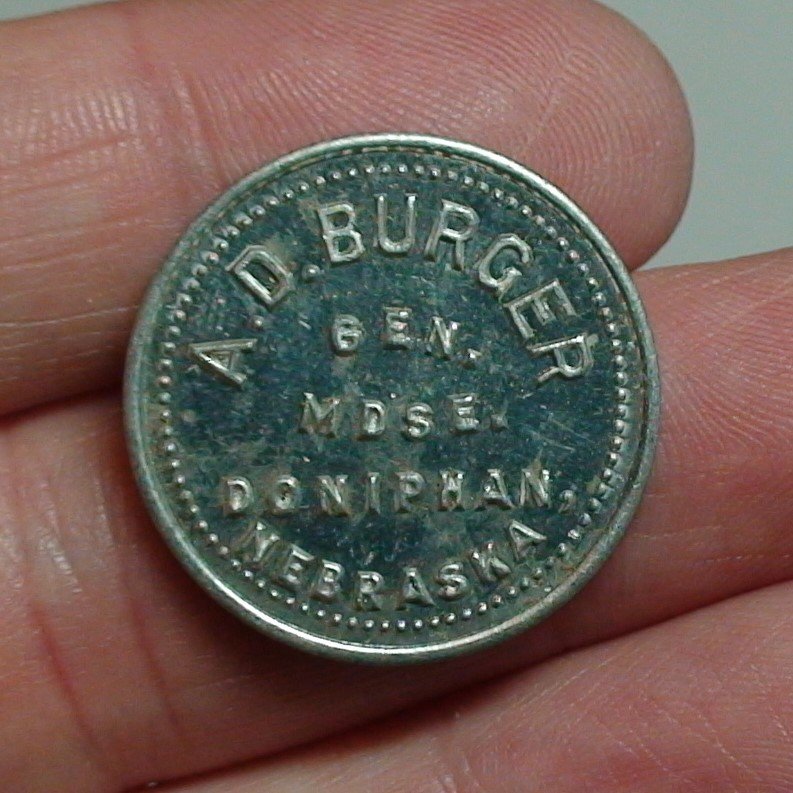 A.D. BURGER
GEN.
MDSE.
DONIPHAN,
NEBRASKA